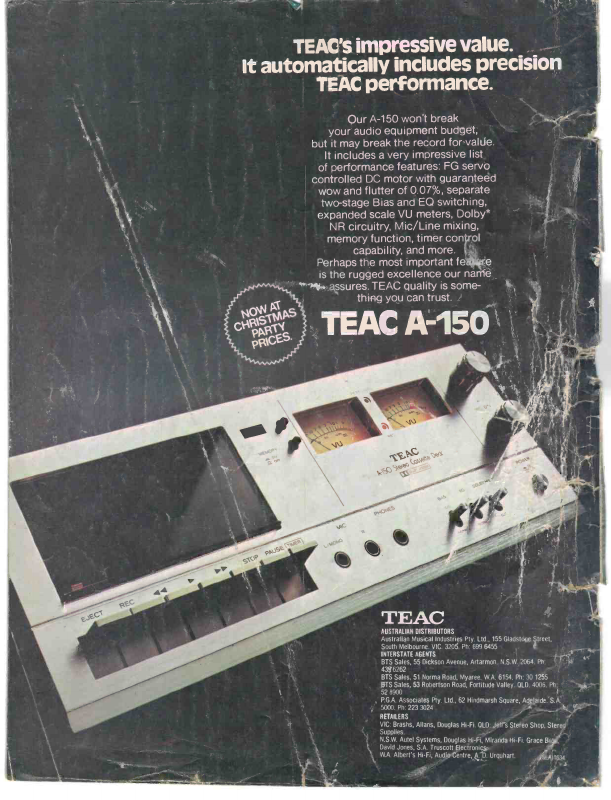 TEAC's impressive value.
It automatically includes precision
TEAC performance.
Our A-150 won't break
your audio equipment budget,
but it may break the record for value.
It includes a very impressive list
of performance features: FG servo
controlled DC motor with guaranteed
wow and flutter of 0.07%, separate
two-stage Bias and EQ switching,
expanded scale VU meters, Dolby*
NR circuitry, Mic/Line mixing,
memory function, timer control
capability, and more.
Perhaps the most important feature
is the rugged excellence our name
assures. TEAC quality is some-
thing you can trust.
NOW AT
CHRISTMAS
PARTY
PRICES.
TEAC A-150
VU
VU
MEMORY
TEAC
A-150 Stereo Cassette Deck
MIC
PHONES
EJECT REC ◀◀ ▶ ▶▶ STOP PAUSE
TEAC
AUSTRALIAN DISTRIBUTORS
Australian Musical Industries Pty. Ltd., 155 Gladstone Street,
South Melbourne. VIC. 3205. Ph: 699 6455
INTERSTATE AGENTS
BTS Sales, 55 Dickson Avenue, Artarmon, N.S.W. 2064. Ph:
6262
BTS Sales, 51 Norma Road, Myaree. W.A. 6154. Ph: 30 1255
BTS Sales, 53 Robertson Road, Fortitude Valley. QLD. 4006. Ph:
52 8900
P.G.A. Associates Pty. Ltd., 62 Hindmarsh Square, Adelaide. S.A.
5000. Ph: 223 3024
RETAILERS
VIC. Brashs, Allans, Douglas Hi-Fi. QLD. Jeff's Stereo Shop, Stereo
Supplies.
N.S.W. Autel Systems, Douglas Hi-Fi, Miranda Hi-Fi. Grace Bros,
David Jones, S.A. Truscott Electronics.
W.A. Albert's Hi-Fi, Audio Centre, A. D. Urquhart.